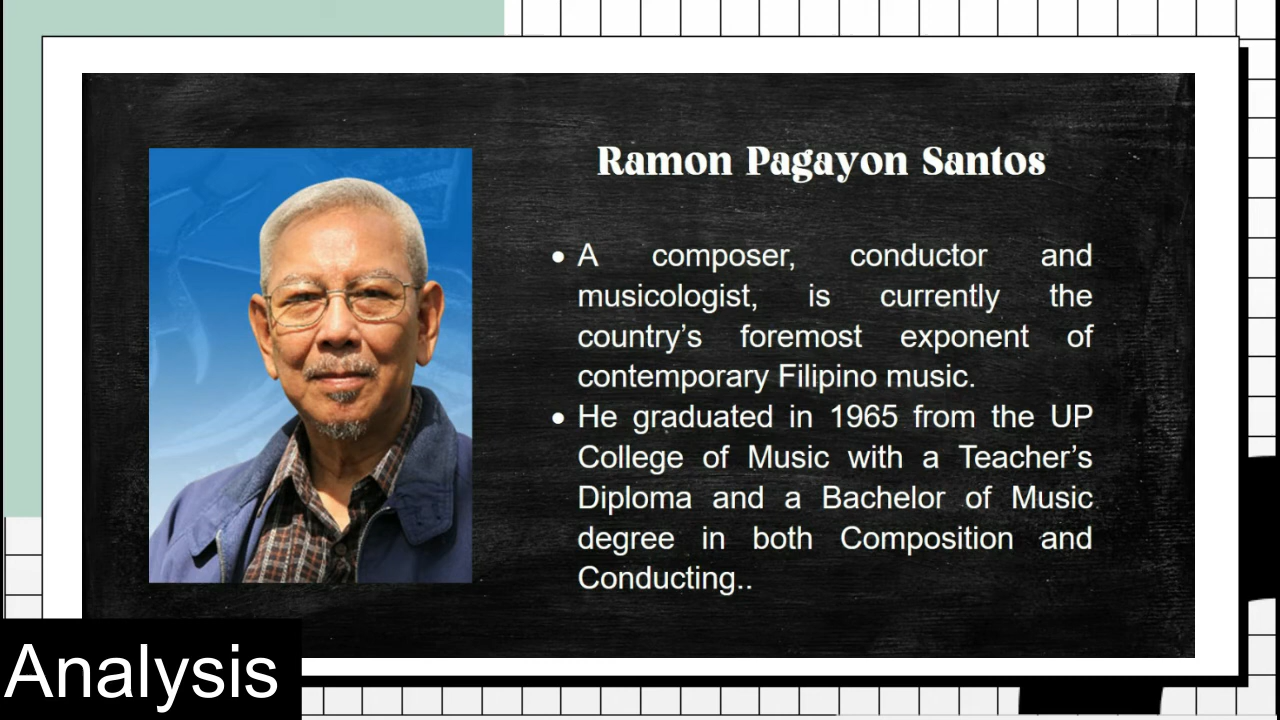 Ramon Pagayon Santos
• A composer, conductor and
musicologist, is currently the
country’s foremost exponent of
contemporary Filipino music.
• He graduated in 1965 from the UP
College of Music with a Teacher’s
Diploma and a Bachelor of Music
degree in both Composition and
Conducting..
Analysis